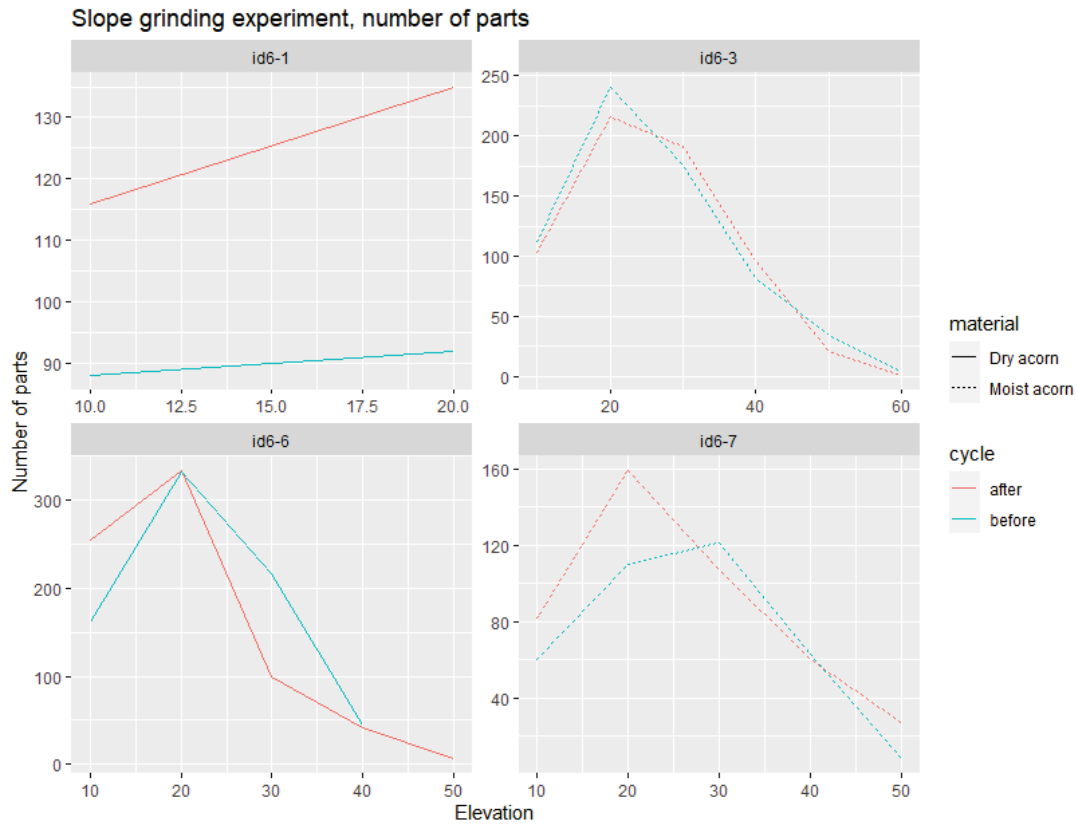 Slope grinding experiment, number of parts
id6-1
130
120
110
100
90
10.0 12.5 15.0 17.5 20.0
id6-3
250
200
150
100
50
0
20 40 60
id6-6
300
200
100
0
10 20 30 40 50
id6-7
160
120
80
40
10 20 30 40 50
Number of parts
Elevation
material
Dry acorn
Moist acorn
cycle
after
before